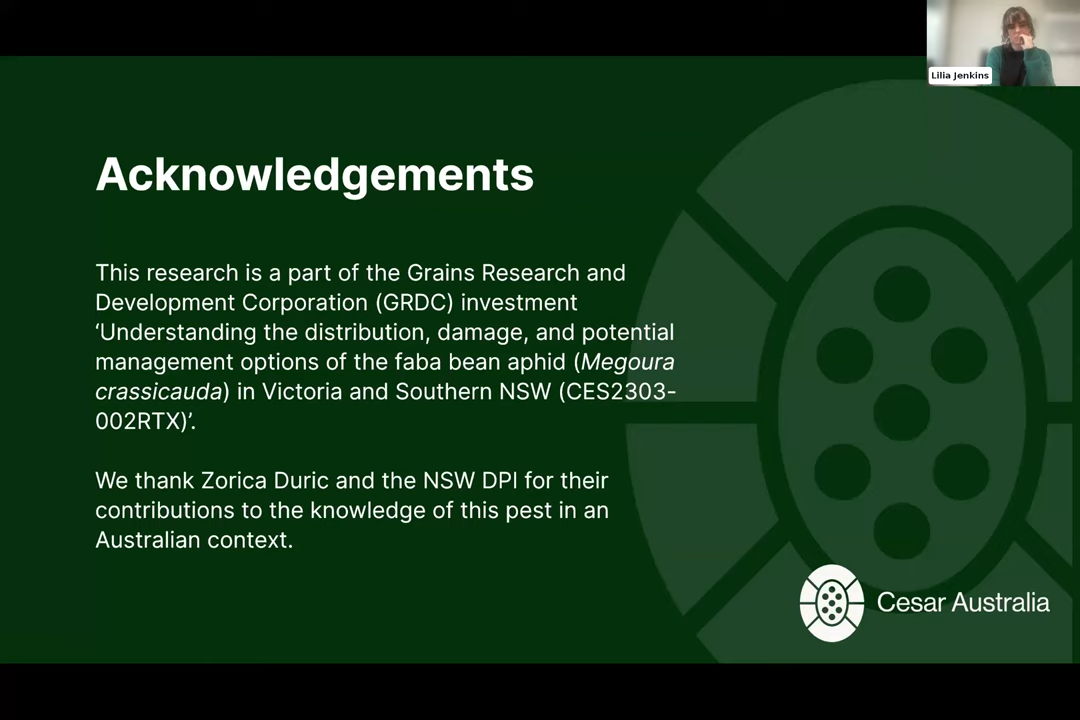 Lilia Jenkins
Acknowledgements
This research is a part of the Grains Research and
Development Corporation (GRDC) investment
‘Understanding the distribution, damage, and potential
management options of the faba bean aphid (Megoura
crassicauda) in Victoria and Southern NSW (CES2303-
002RTX)’.
We thank Zorica Duric and the NSW DPI for their
contributions to the knowledge of this pest in an
Australian context.
Cesar Australia